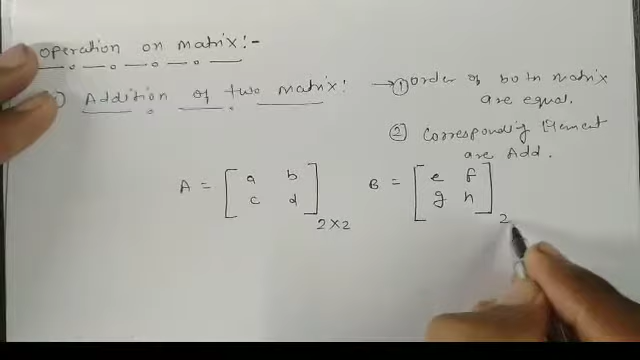 operation on matrix:-
) Addition of two Matrix: → ① order of both matrix
are equal.
② Corresponding Element
are Add.
A = [ a b B = [ e f
c d ] 2×2 g h ] 2